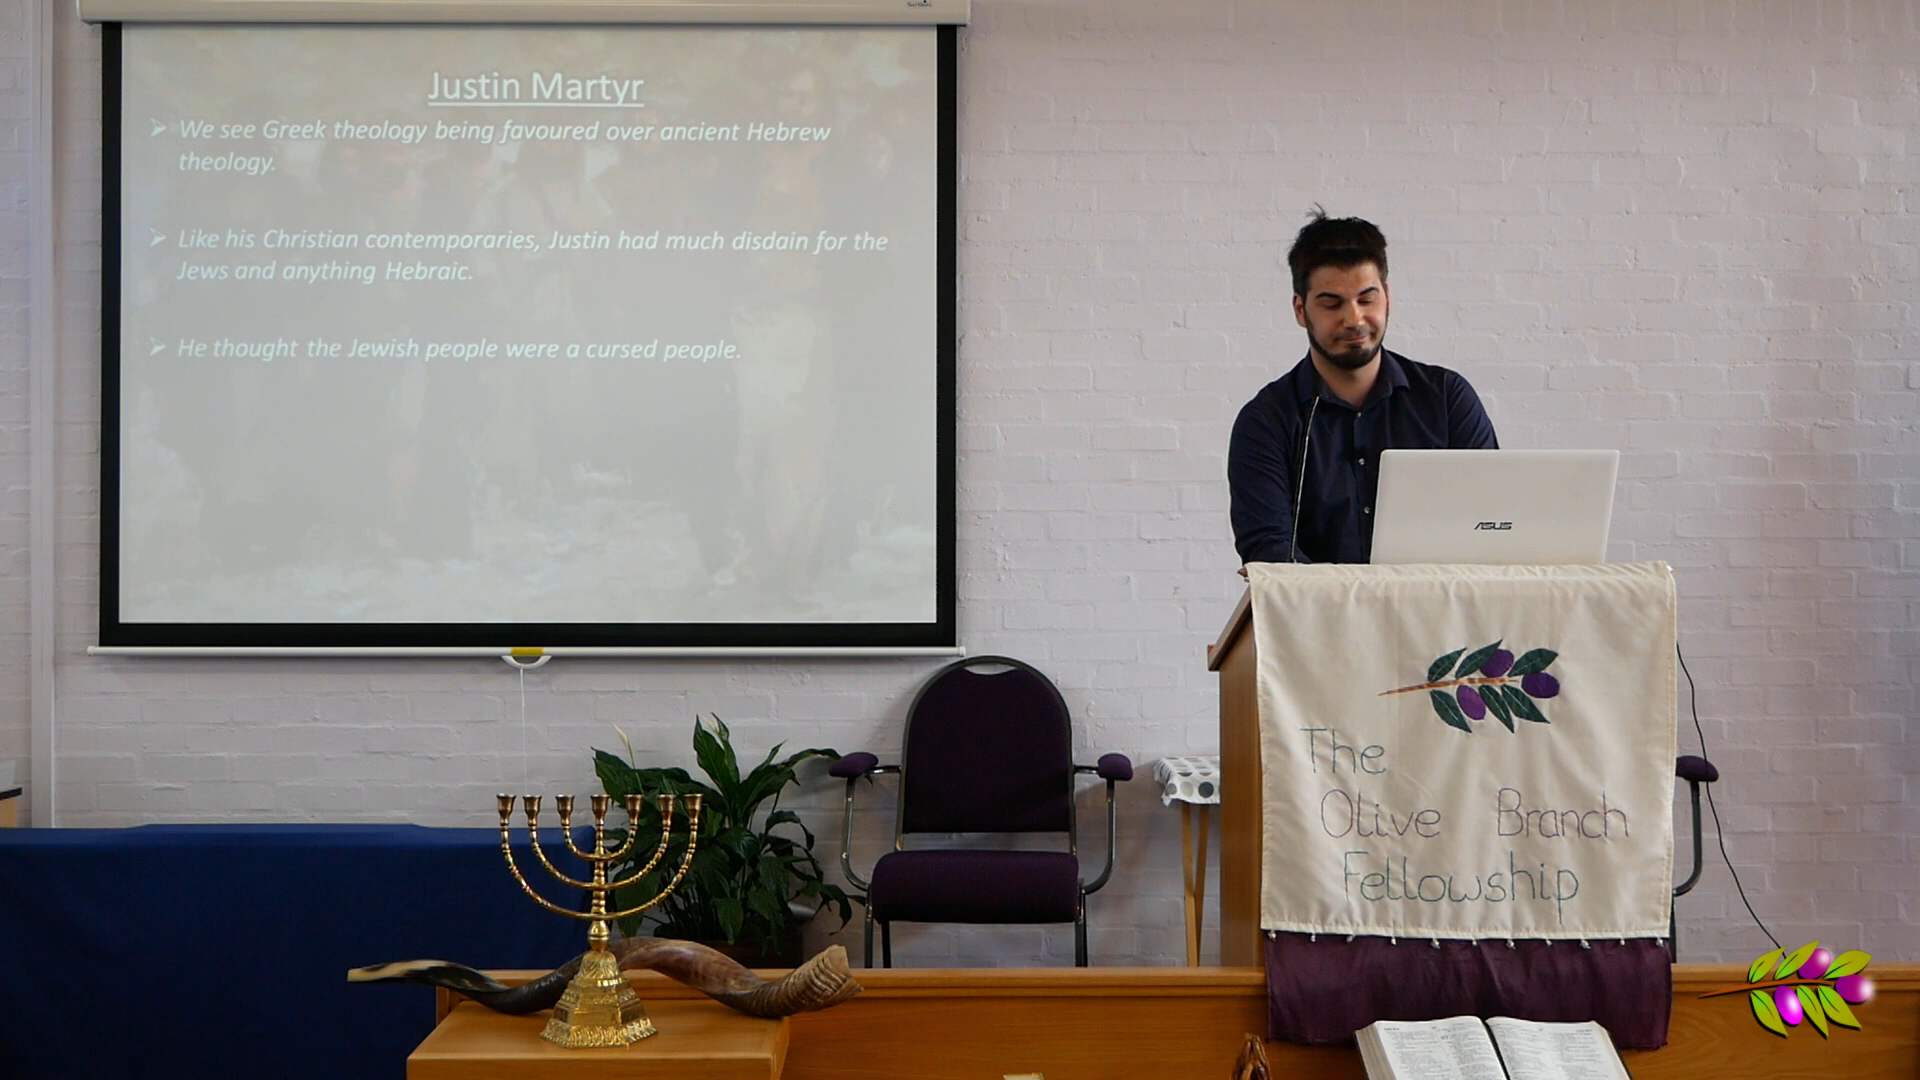 Justin Martyr
We see Greek theology being favoured over ancient Hebrew
theology.
Like his Christian contemporaries, Justin had much disdain for the
Jews and anything Hebraic.
He thought the Jewish people were a cursed people.
ASUS
The
Olive Branch
Fellowship